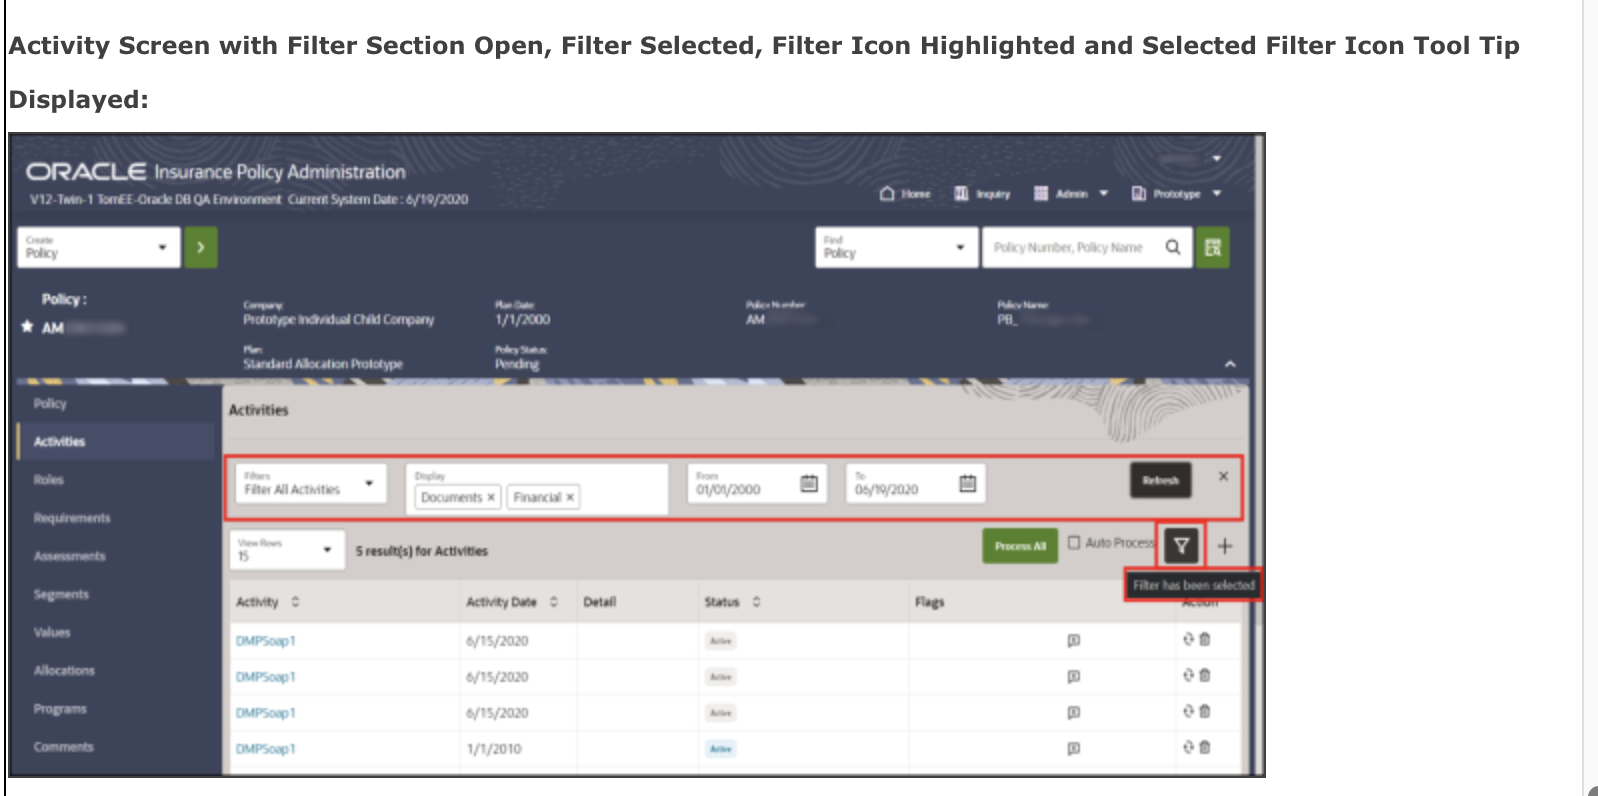 Activity Screen with Filter Section Open, Filter Selected, Filter Icon Highlighted and Selected Filter Icon Tool Tip
Displayed:
ORACLE Insurance Policy Administration
V12-Twin-1 TomEE-Oracle DB QA Environment Current System Date : 6/19/2020
Home Inquiry Admin Prototype
Create
Policy
Find
Policy
Policy Number, Policy Name
Policy :
AM
Company:
Prototype Individual Child Company
Plan Date:
1/1/2000
Policy Number
AM
Policy Name:
PB_
Plan:
Standard Allocation Prototype
Policy Status:
Pending
Policy
Activities
Roles
Requirements
Assessments
Segments
Values
Allocations
Programs
Comments
Activities
Filters
Filter All Activities
Display
Documents × Financial ×
From
01/01/2000
To
06/19/2020
Refresh ×
View Rows
15
5 result(s) for Activities
Process All Auto Process
Filter has been selected
Activity Activity Date Detail Status Flags Action
DMPSoap1 6/15/2020 Active
DMPSoap1 6/15/2020 Active
DMPSoap1 6/15/2020 Active
DMPSoap1 1/1/2010 Active